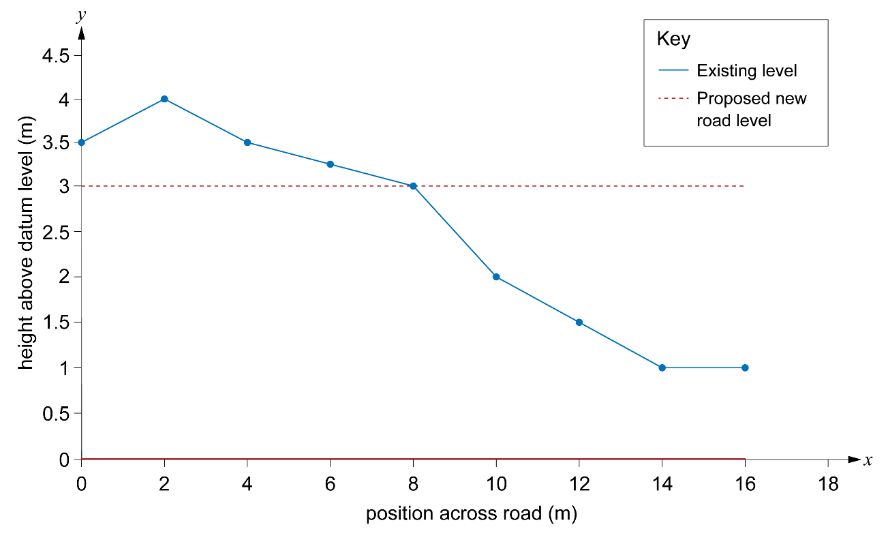 y
4.5
4
3.5
3
2.5
2
1.5
1
0.5
0
height above datum level (m)
0 2 4 6 8 10 12 14 16 18
x
position across road (m)
Key
Existing level
Proposed new
road level